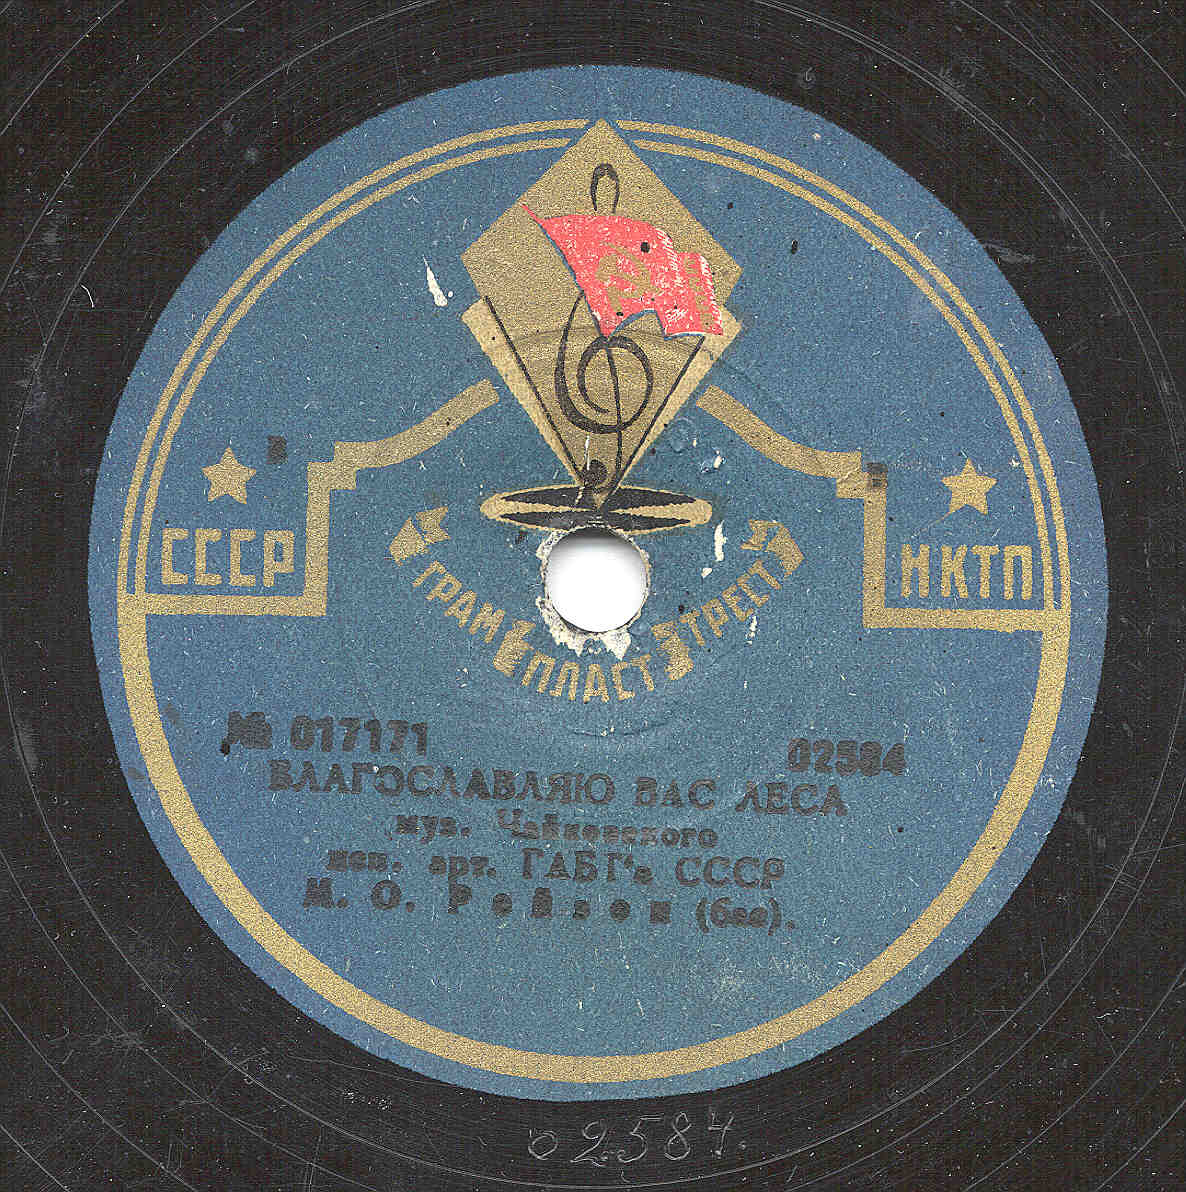 СССР
НКТП
ГРАМ ПЛАСТ ТРЕСТ
№ 017171
02584
БЛАГОСЛАВЛЯЮ ВАС ЛЕСА
муз. Чайковского
исп. арт. ГАБТ'а СССР
М. О. Рейзен (бас).
02584.